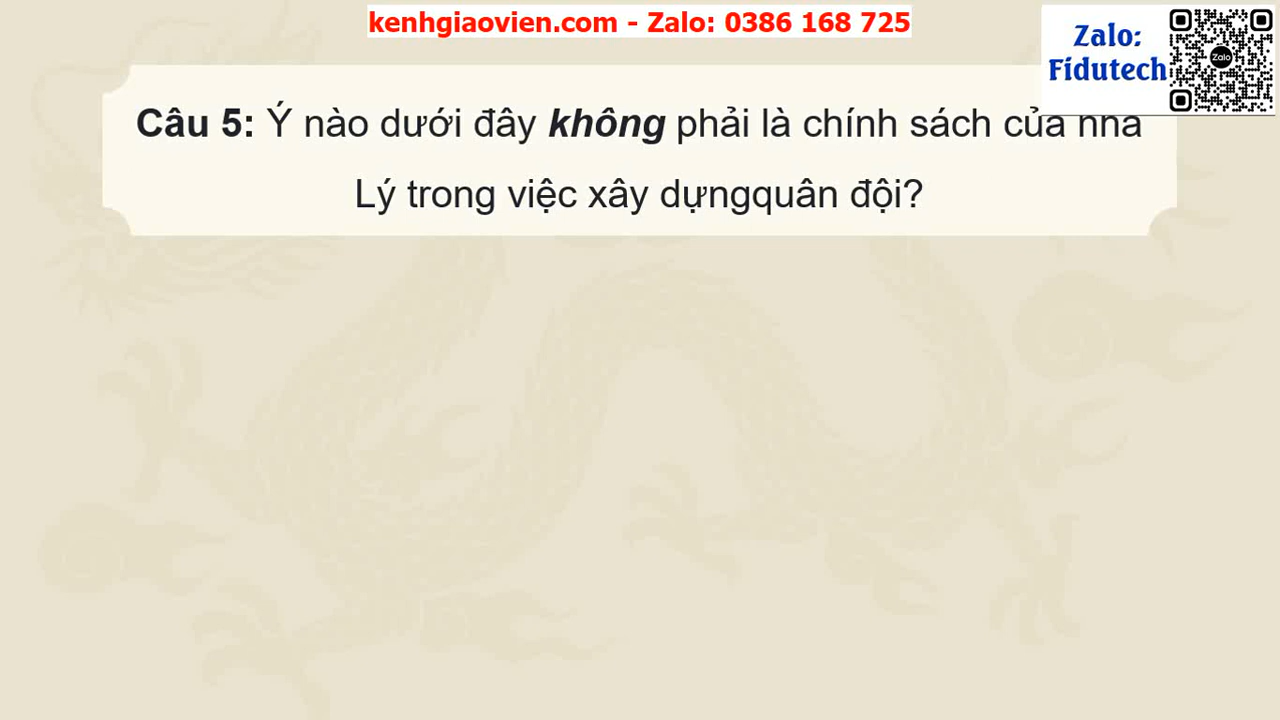 kenhgiaovien.com - Zalo: 0386 168 725
Zalo:
Fidutech
Zalo
Câu 5: Ý nào dưới đây không phải là chính sách của nhà
Lý trong việc xây dựngquân đội?